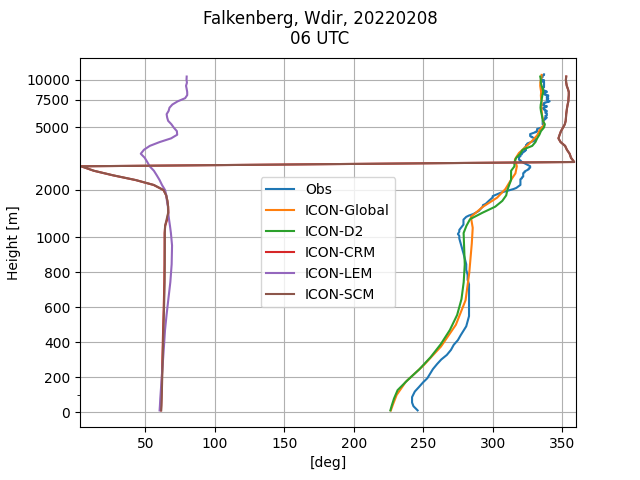 Falkenberg, Wdir, 20220208
06 UTC
10000
7500
5000
2000
1000
800
600
400
200
0
Height [m]
Obs
ICON-Global
ICON-D2
ICON-CRM
ICON-LEM
ICON-SCM
50 100 150 200 250 300 350
[deg]